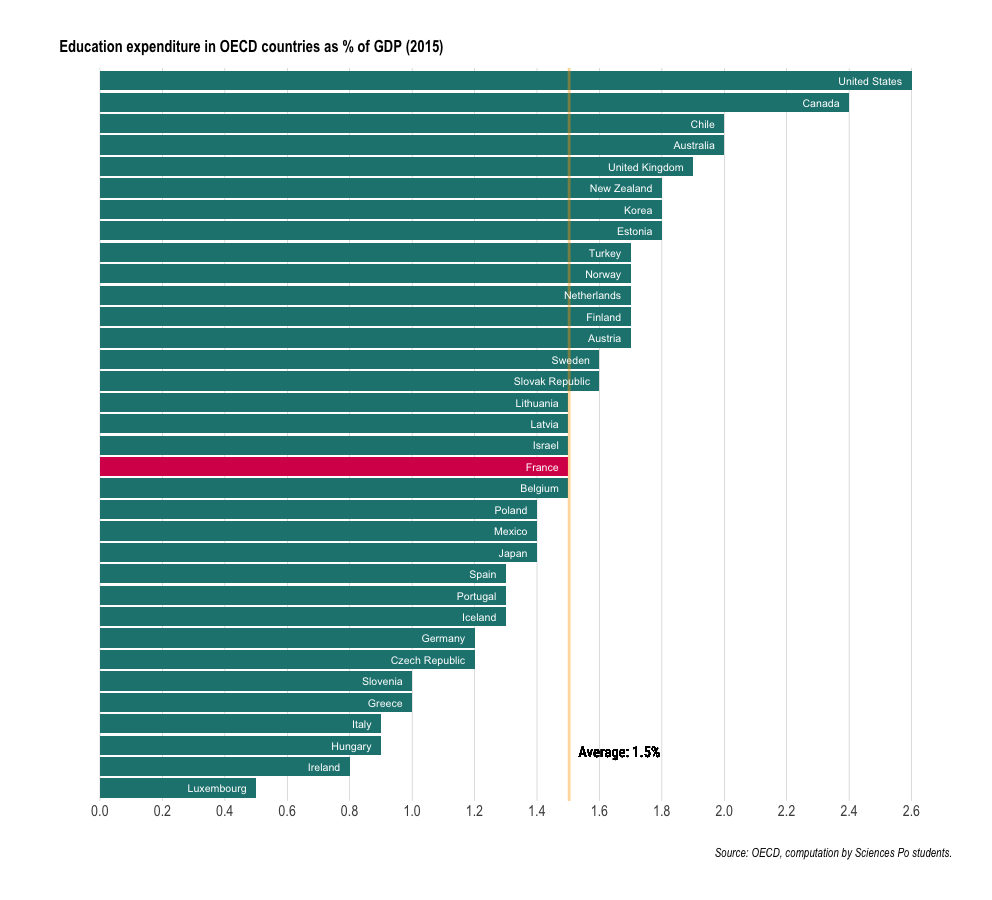 Education expenditure in OECD countries as % of GDP (2015)
United States
Canada
Chile
Australia
United Kingdom
New Zealand
Korea
Estonia
Turkey
Norway
Netherlands
Finland
Austria
Sweden
Slovak Republic
Lithuania
Latvia
Israel
France
Belgium
Poland
Mexico
Japan
Spain
Portugal
Iceland
Germany
Czech Republic
Slovenia
Greece
Italy
Hungary
Average: 1.5%
Ireland
Luxembourg
0.0 0.2 0.4 0.6 0.8 1.0 1.2 1.4 1.6 1.8 2.0 2.2 2.4 2.6
Source: OECD, computation by Sciences Po students.